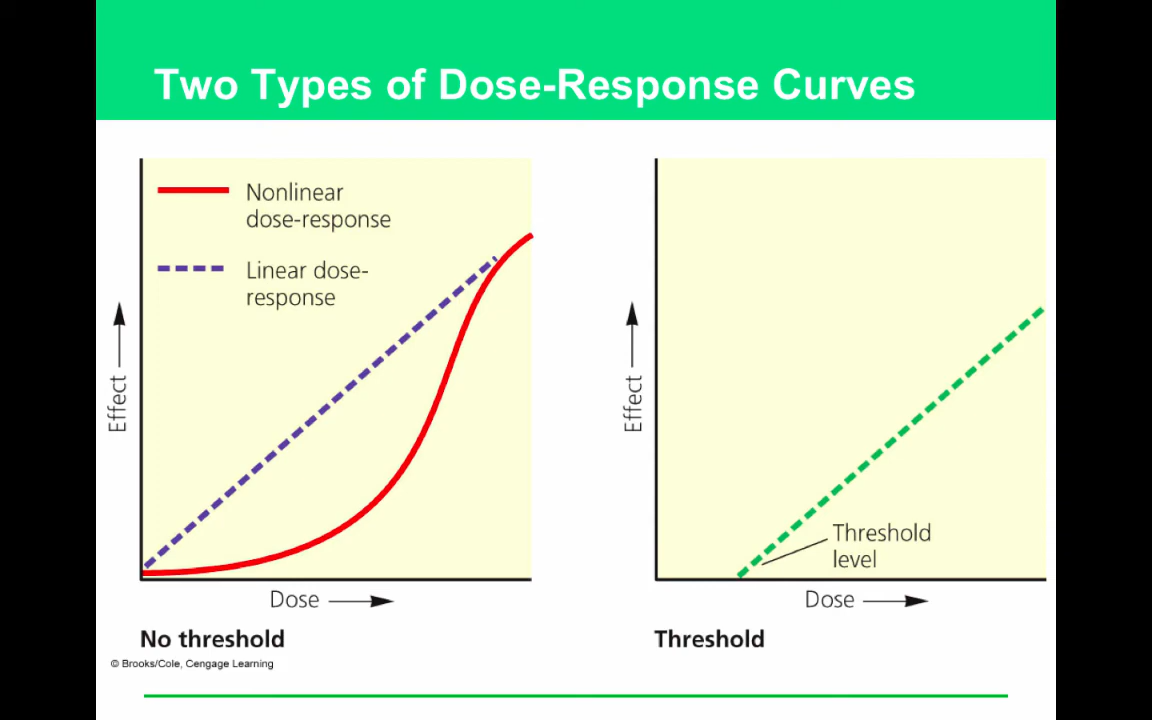 Two Types of Dose-Response Curves
Nonlinear
dose-response
Linear dose-
response
Effect
Dose
No threshold
© Brooks/Cole, Cengage Learning
Effect
Threshold
level
Dose
Threshold